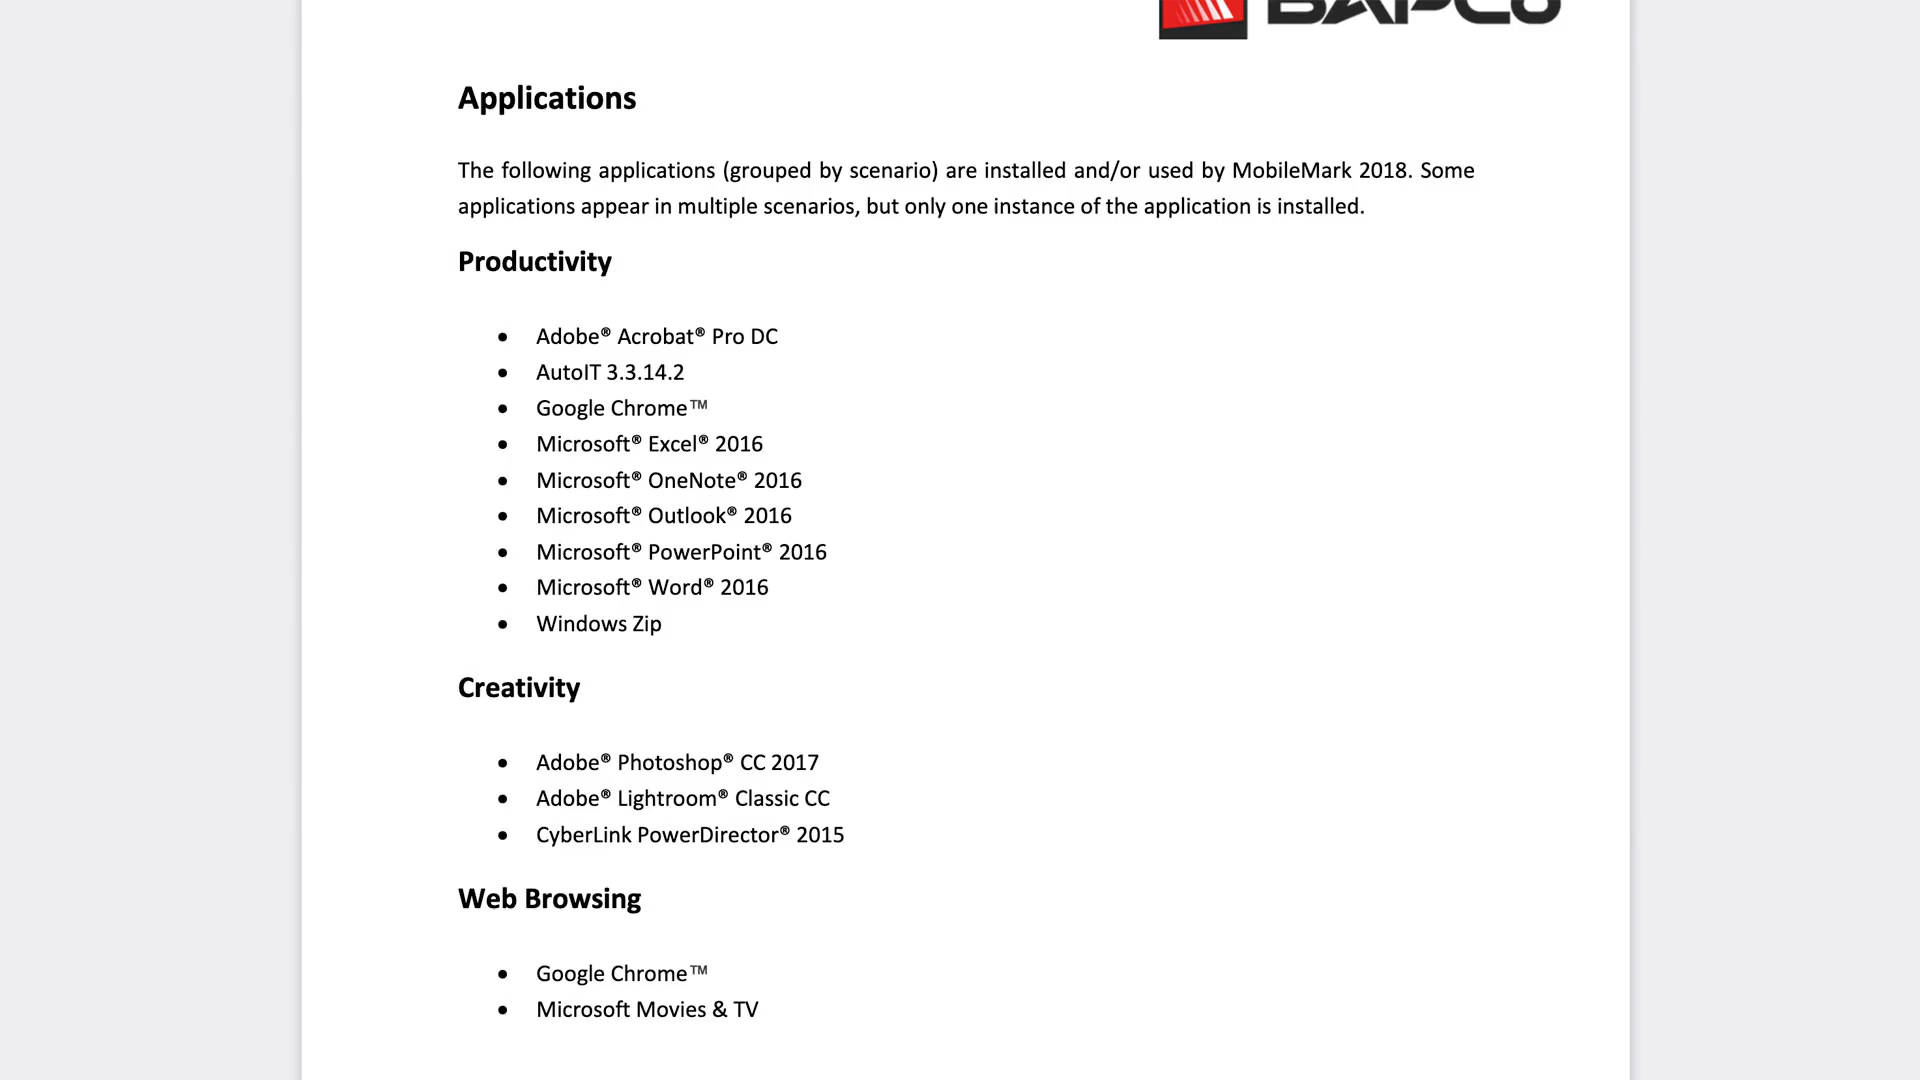 BAPCo
Applications
The following applications (grouped by scenario) are installed and/or used by MobileMark 2018. Some
applications appear in multiple scenarios, but only one instance of the application is installed.
Productivity
• Adobe® Acrobat® Pro DC
• AutoIT 3.3.14.2
• Google Chrome™
• Microsoft® Excel® 2016
• Microsoft® OneNote® 2016
• Microsoft® Outlook® 2016
• Microsoft® PowerPoint® 2016
• Microsoft® Word® 2016
• Windows Zip
Creativity
• Adobe® Photoshop® CC 2017
• Adobe® Lightroom® Classic CC
• CyberLink PowerDirector® 2015
Web Browsing
• Google Chrome™
• Microsoft Movies & TV